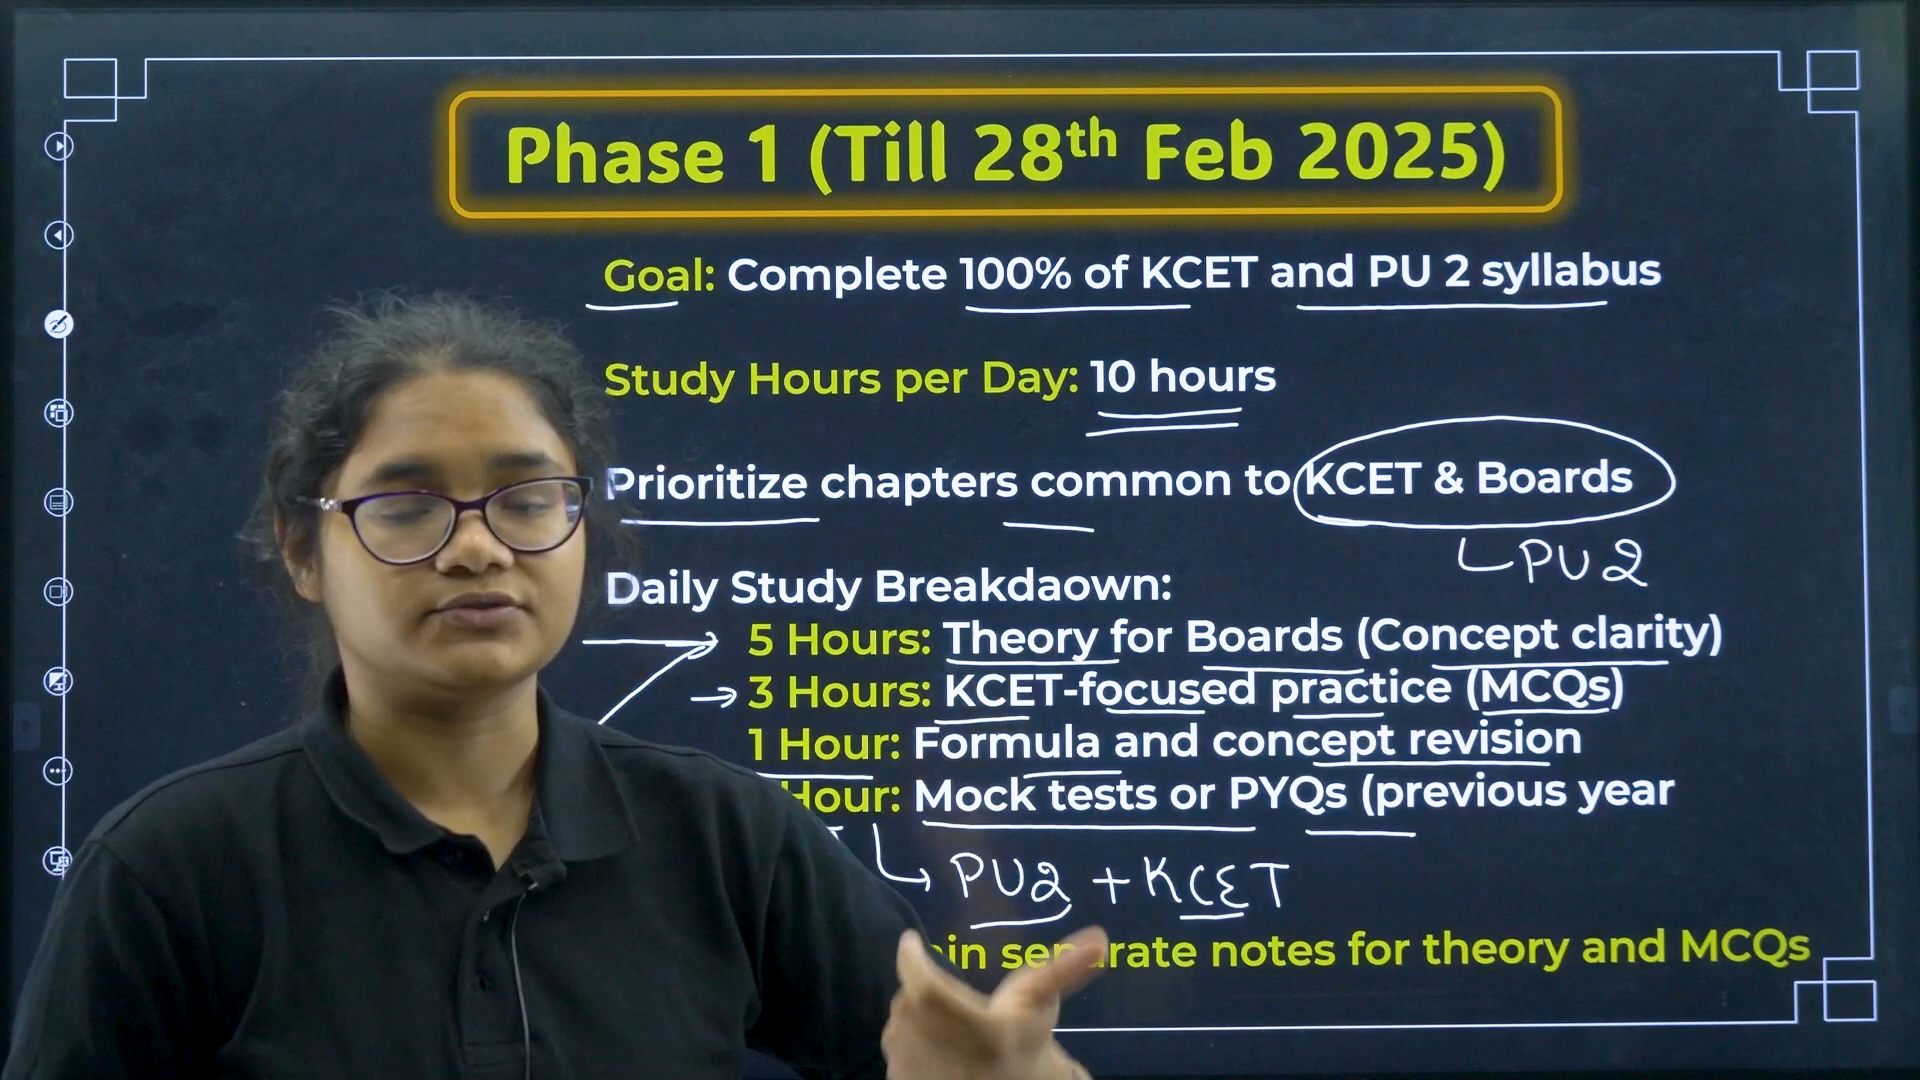 Phase 1 (Till 28th Feb 2025)
Goal: Complete 100% of KCET and PU 2 syllabus
Study Hours per Day: 10 hours
Prioritize chapters common to KCET & Boards
PU 2
Daily Study Breakdaown:
5 Hours: Theory for Boards (Concept clarity)
3 Hours: KCET-focused practice (MCQs)
1 Hour: Formula and concept revision
Hour: Mock tests or PYQs (previous year
PU2 + KCET
notes for theory and MCQs